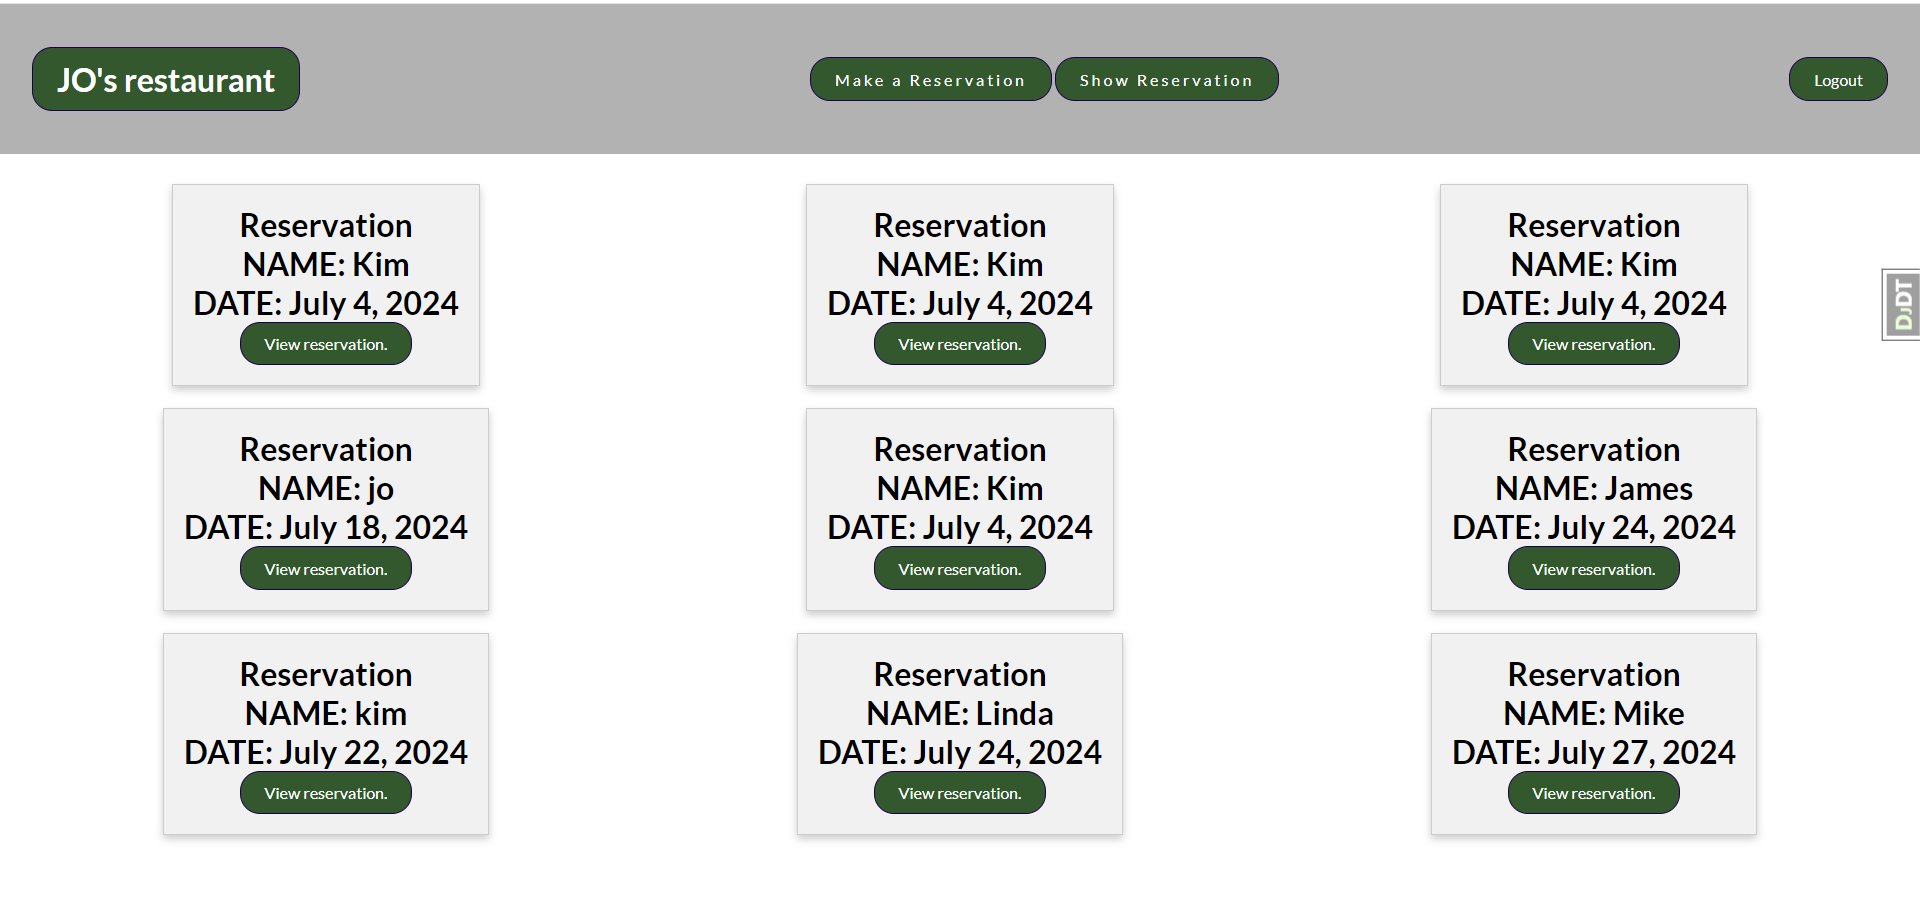 JO's restaurant
Make a Reservation
Show Reservation
Logout
Reservation
NAME: Kim
DATE: July 4, 2024
View reservation.
Reservation
NAME: Kim
DATE: July 4, 2024
View reservation.
Reservation
NAME: Kim
DATE: July 4, 2024
View reservation.
DJDT
Reservation
NAME: jo
DATE: July 18, 2024
View reservation.
Reservation
NAME: Kim
DATE: July 4, 2024
View reservation.
Reservation
NAME: James
DATE: July 24, 2024
View reservation.
Reservation
NAME: kim
DATE: July 22, 2024
View reservation.
Reservation
NAME: Linda
DATE: July 24, 2024
View reservation.
Reservation
NAME: Mike
DATE: July 27, 2024
View reservation.